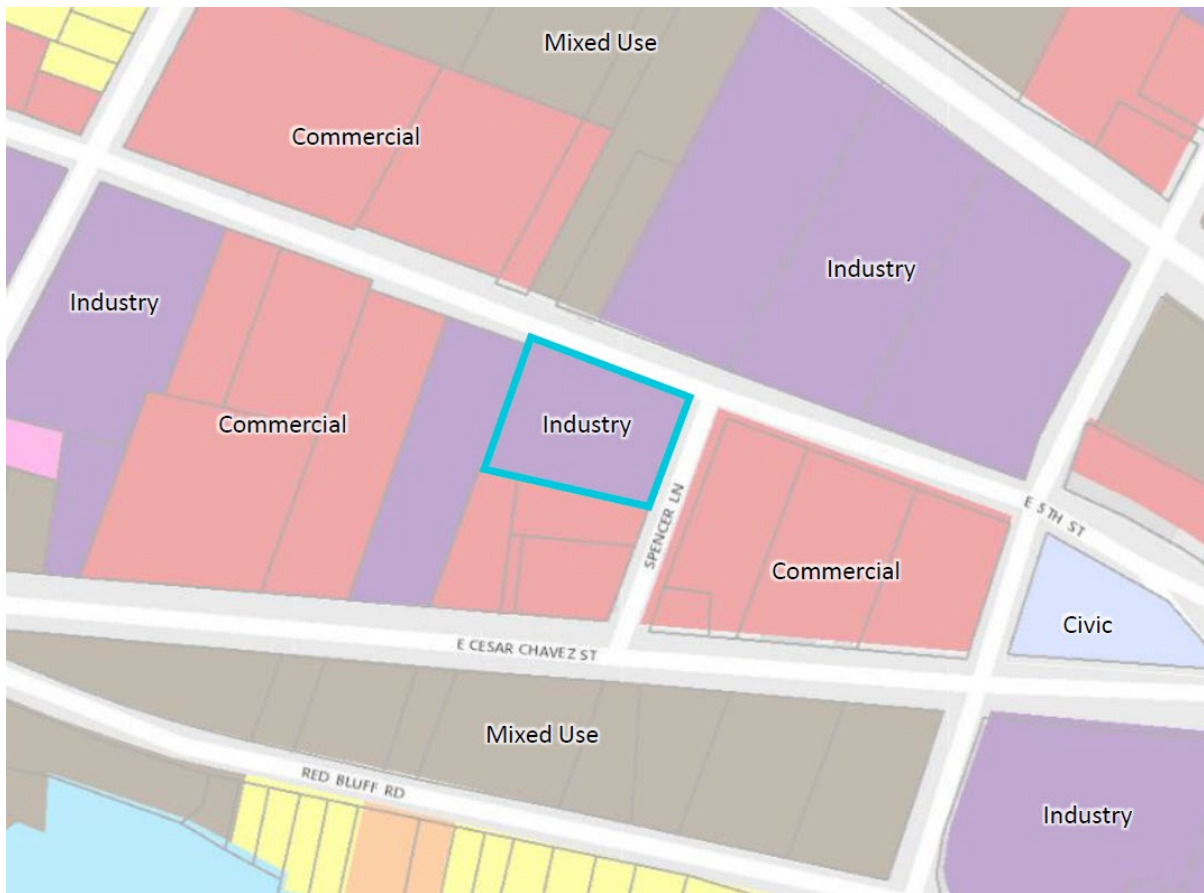 Mixed Use
Commercial
Industry
Industry
Commercial
Industry
SPENCER LN
E 5TH ST
Commercial
Civic
E CESAR CHAVEZ ST
Mixed Use
RED BLUFF RD
Industry